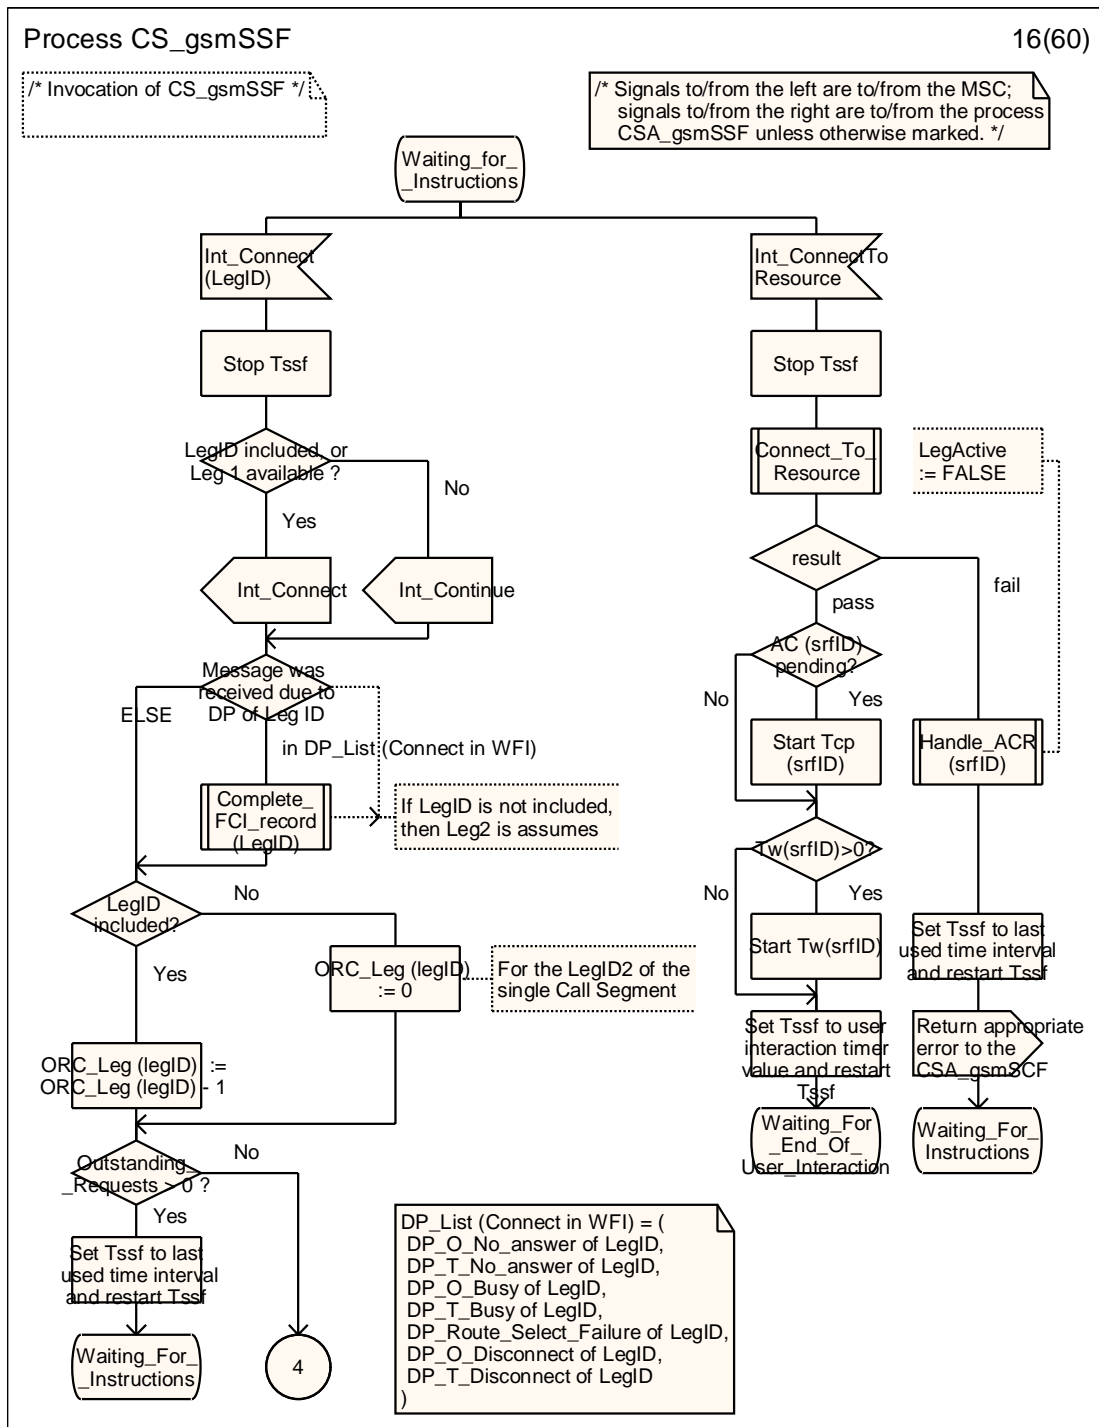 Process CS_gsmSSF
16(60)
/* Invocation of CS_gsmSSF */
/* Signals to/from the left are to/from the MSC;
signals to/from the right are to/from the process
CSA_gsmSSF unless otherwise marked. */
Waiting_for_
_Instructions
Int_Connect
(LegID)
Stop Tssf
LegID included, or
Leg 1 available ?
No
Yes
Int_Connect
Int_Continue
Message was
received due to
DP of Leg ID
ELSE
in DP_List (Connect in WFI)
Complete_
FCI_record
(LegID)
If LegID is not included,
then Leg2 is assumes
LegID
included?
No
Yes
ORC_Leg (legID)
:= 0
For the LegID2 of the
single Call Segment
ORC_Leg (legID) :=
ORC_Leg (legID) - 1
Outstanding_
_Requests > 0 ?
No
Yes
Set Tssf to last
used time interval
and restart Tssf
Waiting_For_
_Instructions
4
Int_ConnectTo
Resource
Stop Tssf
Connect_To_
Resource
LegActive
:= FALSE
result
fail
pass
AC (srfID)
pending?
No
Yes
Start Tcp
(srfID)
Handle_ACR
(srfID)
Tw(srfID)>0?
No
Yes
Start Tw(srfID)
Set Tssf to last
used time interval
and restart Tssf
Set Tssf to user
interaction timer
value and restart
Tssf
Return appropriate
error to the
CSA_gsmSCF
Waiting_For
_End_Of_
User_Interaction
Waiting_For_
Instructions
DP_List (Connect in WFI) = (
DP_O_No_answer of LegID,
DP_T_No_answer of LegID,
DP_O_Busy of LegID,
DP_T_Busy of LegID,
DP_Route_Select_Failure of LegID,
DP_O_Disconnect of LegID,
DP_T_Disconnect of LegID
)